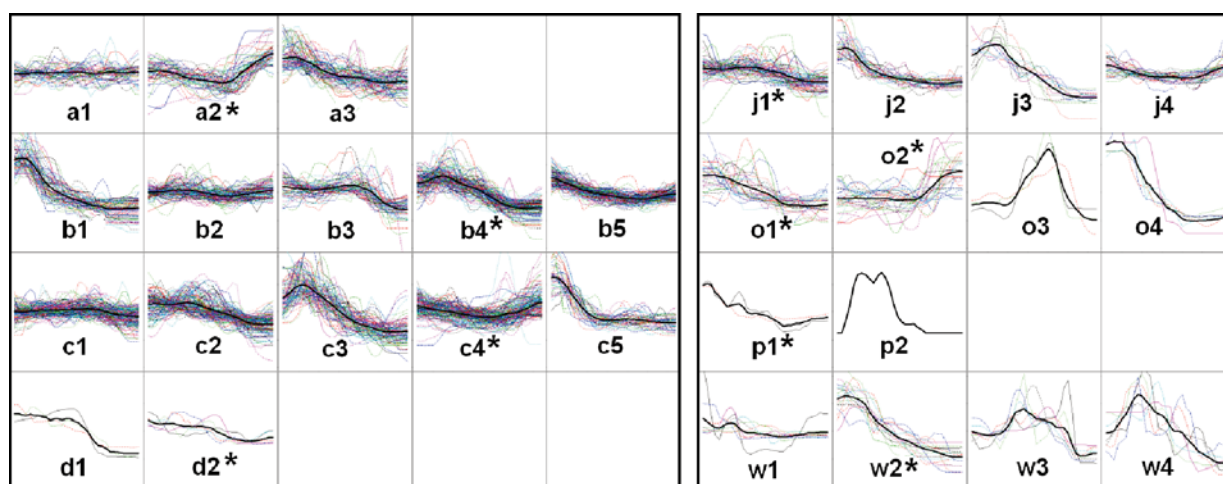 a1 a2* a3
b1 b2 b3 b4* b5
c1 c2 c3 c4* c5
d1 d2*
j1* j2 j3 j4
o1* o2* o3 o4
p1* p2
w1 w2* w3 w4